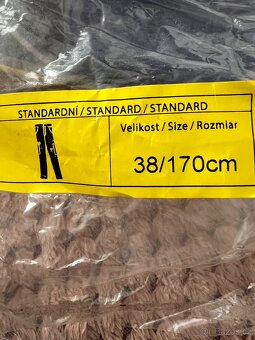 STANDARDNÍ / STANDARD / STANDARD
Velikost / Size / Rozmiar
38/170cm